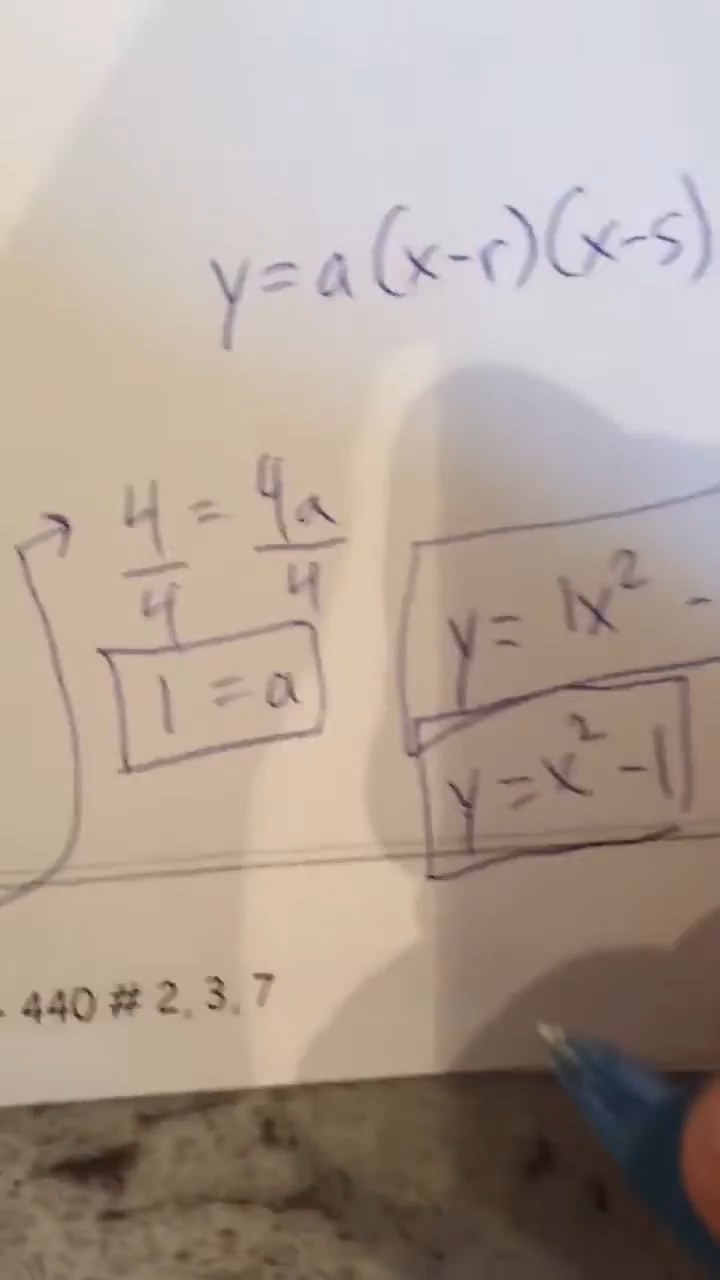 y = a(x-r)(x-s)
4/4 = 4a/4
1 = a
y = 1x² -
y = x² - 1
- 440 # 2, 3, 7